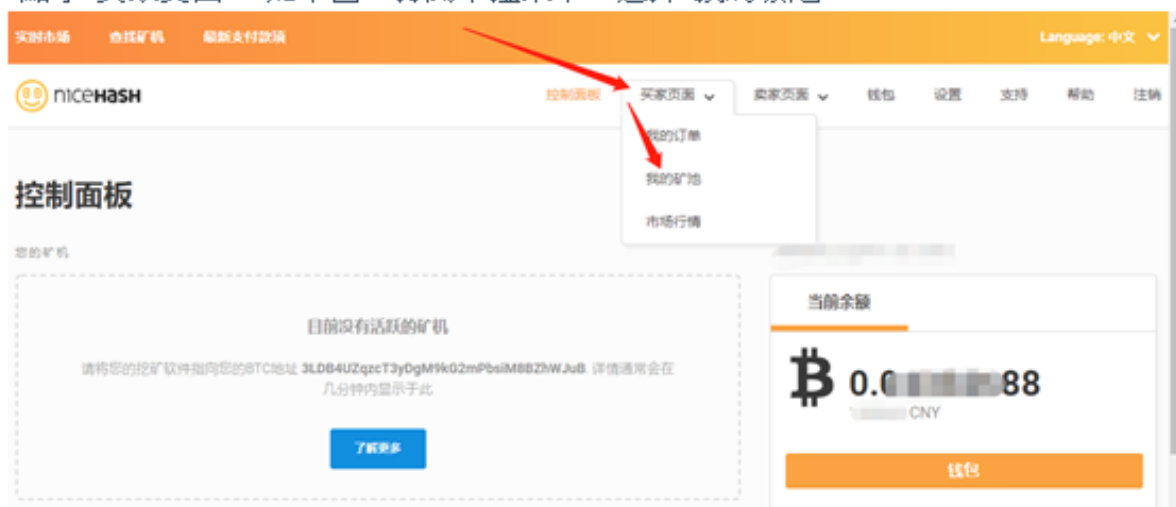 实时市场 查找矿机 最新支付款项 Language: 中文
nicehash 控制面板 买家页面 卖家页面 钱包 设置 支持 帮助 注销
我的订单
我的矿池
市场行情
控制面板
您的矿机
当前余额
目前没有活跃的矿机
请将您的挖矿软件指向您的BTC地址 3LDB4UZqzcT3yDgM9kG2mPbsiM8BZhWJuB. 详情通常会在
几分钟内显示于此
0.0 88
CNY
了解更多
钱包